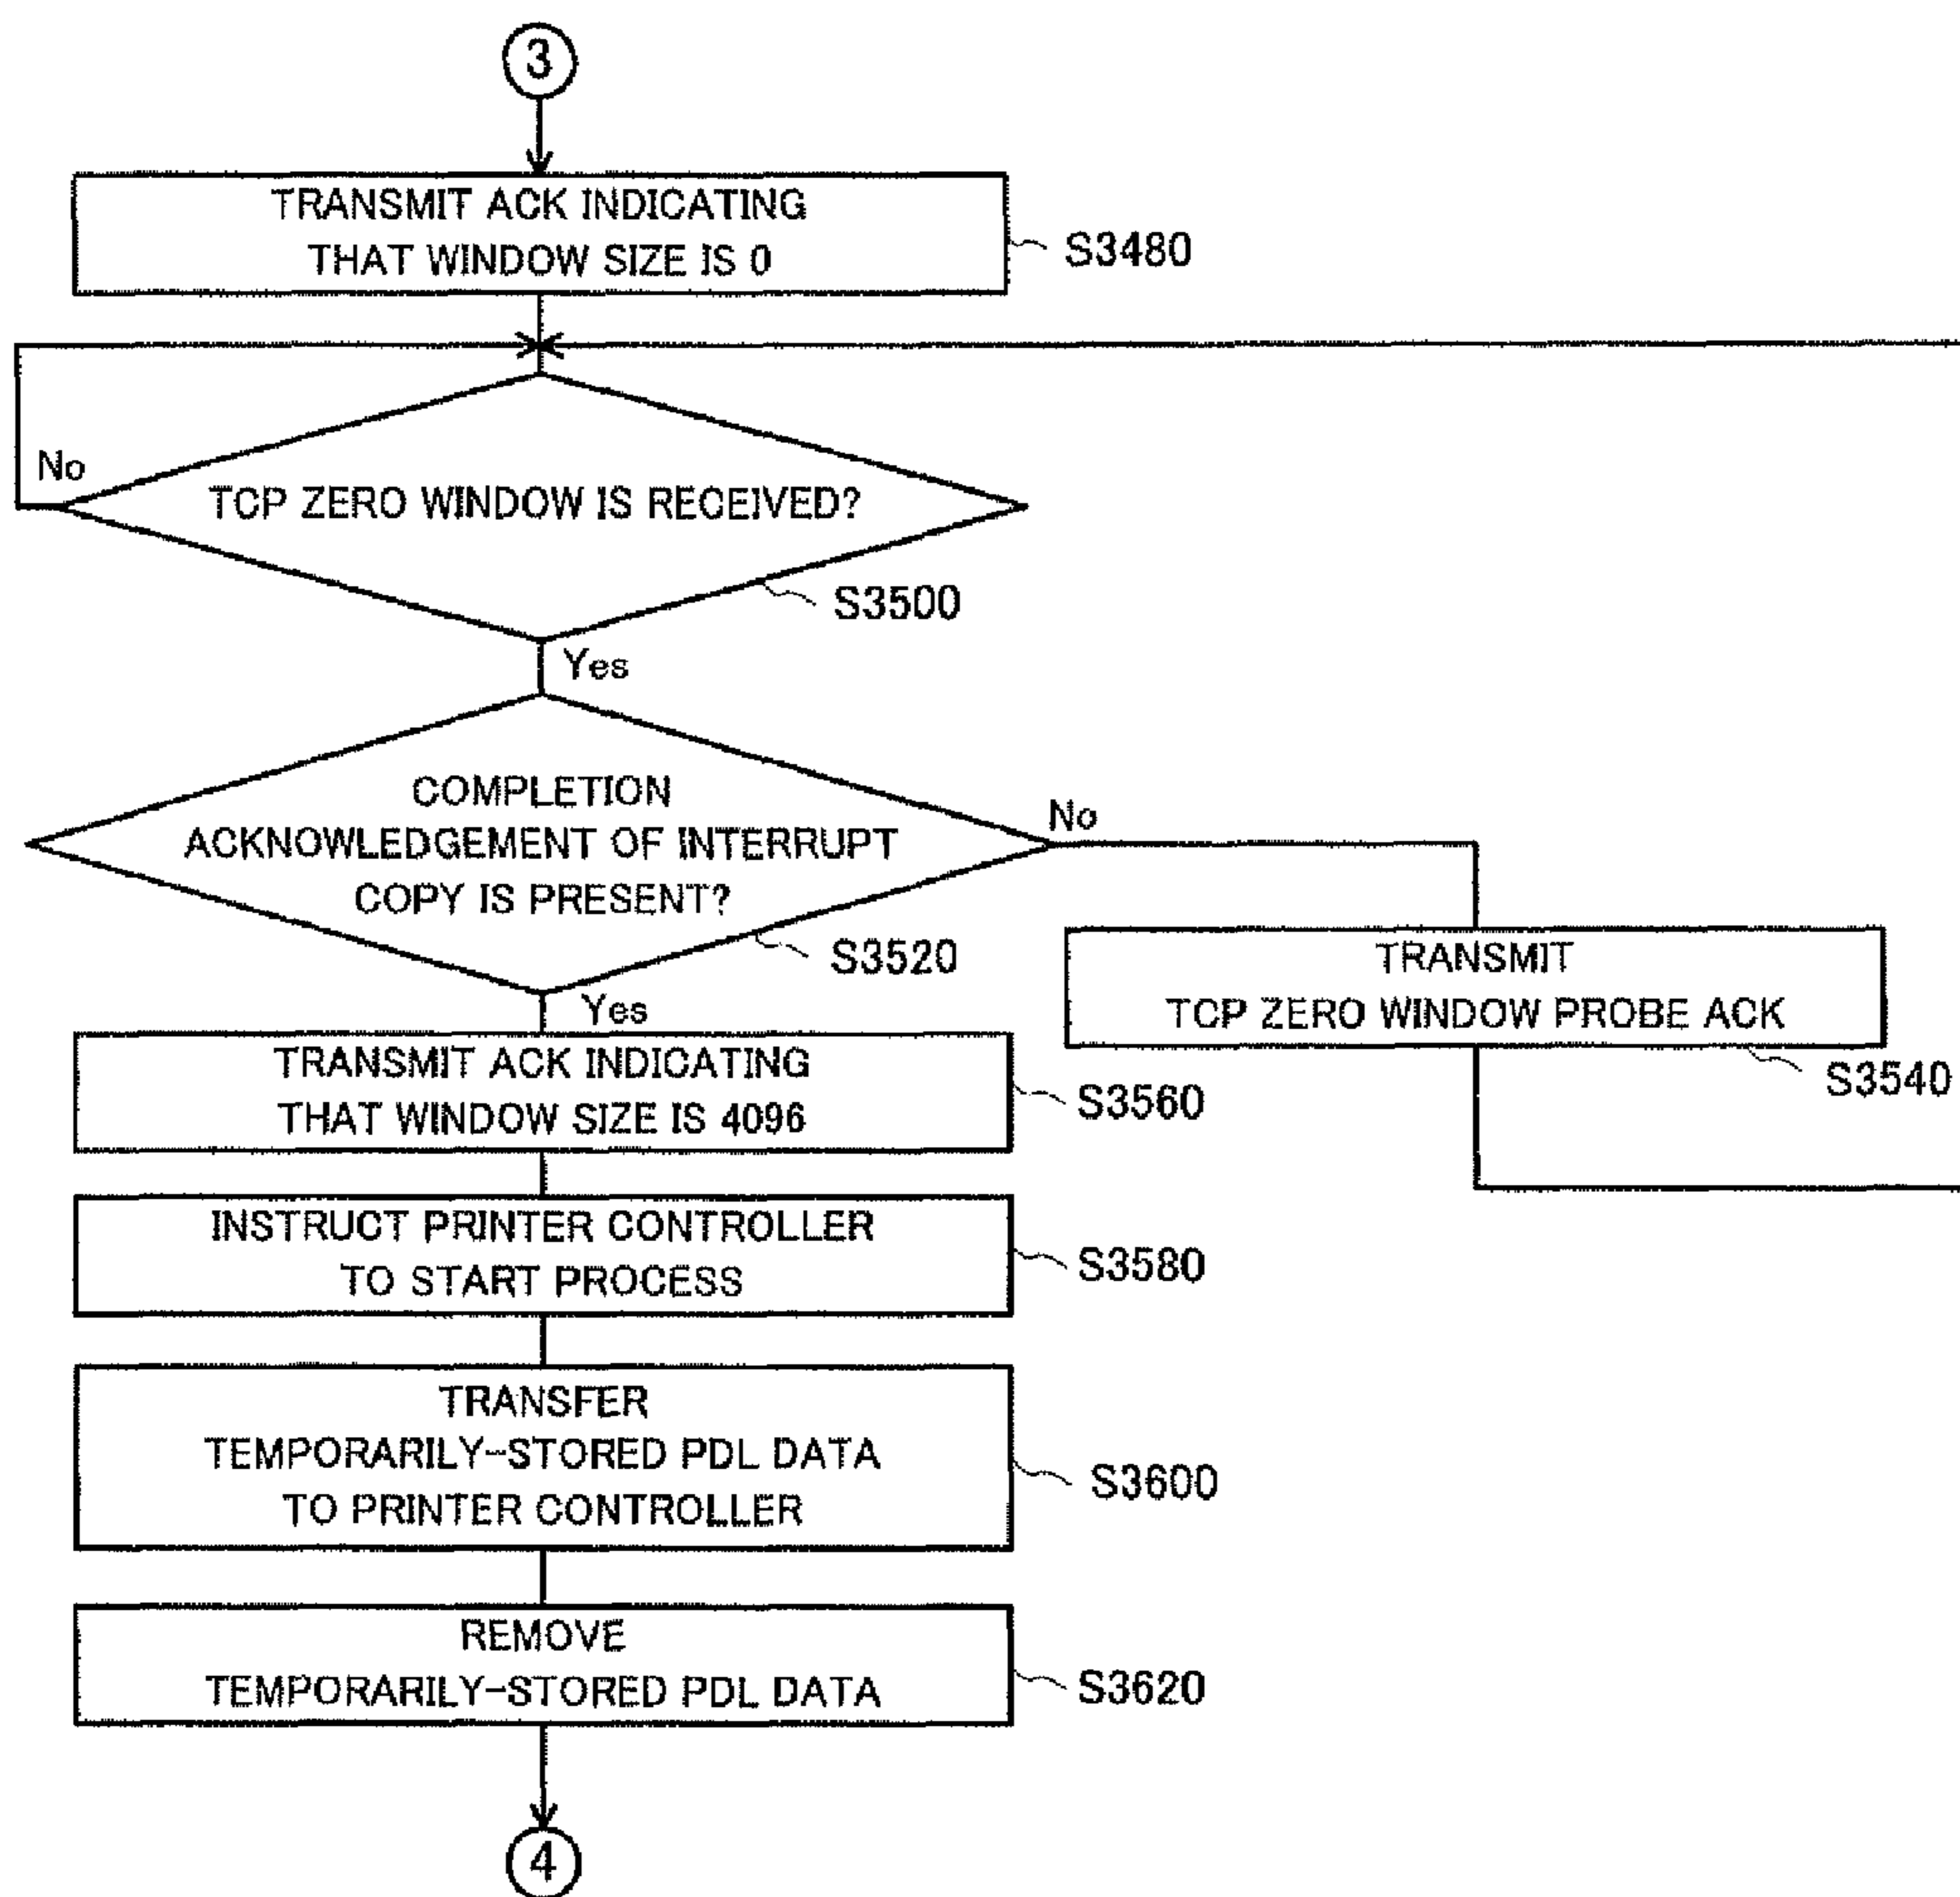 3
TRANSMIT ACK INDICATING
THAT WINDOW SIZE IS 0
S3480
No
TCP ZERO WINDOW IS RECEIVED?
S3500
Yes
COMPLETION
ACKNOWLEDGEMENT OF INTERRUPT
COPY IS PRESENT?
No
S3520
TRANSMIT
TCP ZERO WINDOW PROBE ACK
S3540
Yes
TRANSMIT ACK INDICATING
THAT WINDOW SIZE IS 4096
S3560
INSTRUCT PRINTER CONTROLLER
TO START PROCESS
S3580
TRANSFER
TEMPORARILY-STORED PDL DATA
TO PRINTER CONTROLLER
S3600
REMOVE
TEMPORARILY-STORED PDL DATA
S3620
4